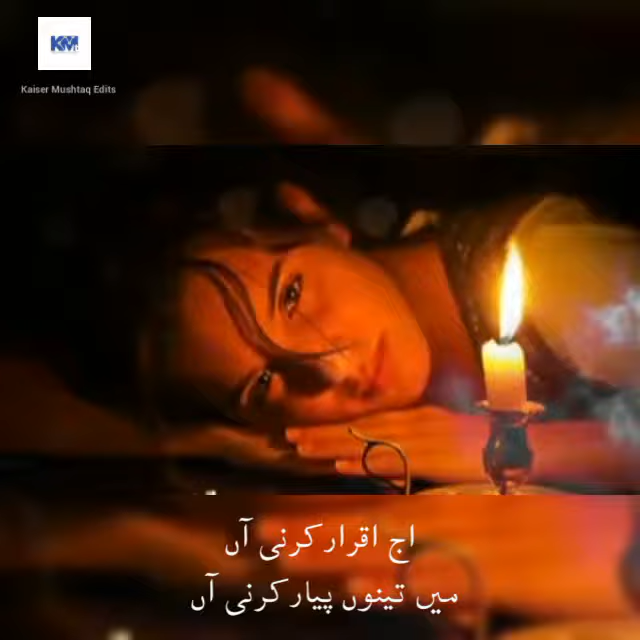 KM
Kaiser Mushtaq Edits
اج اقرار کرنی آں
میں تینوں پیار کرنی آں